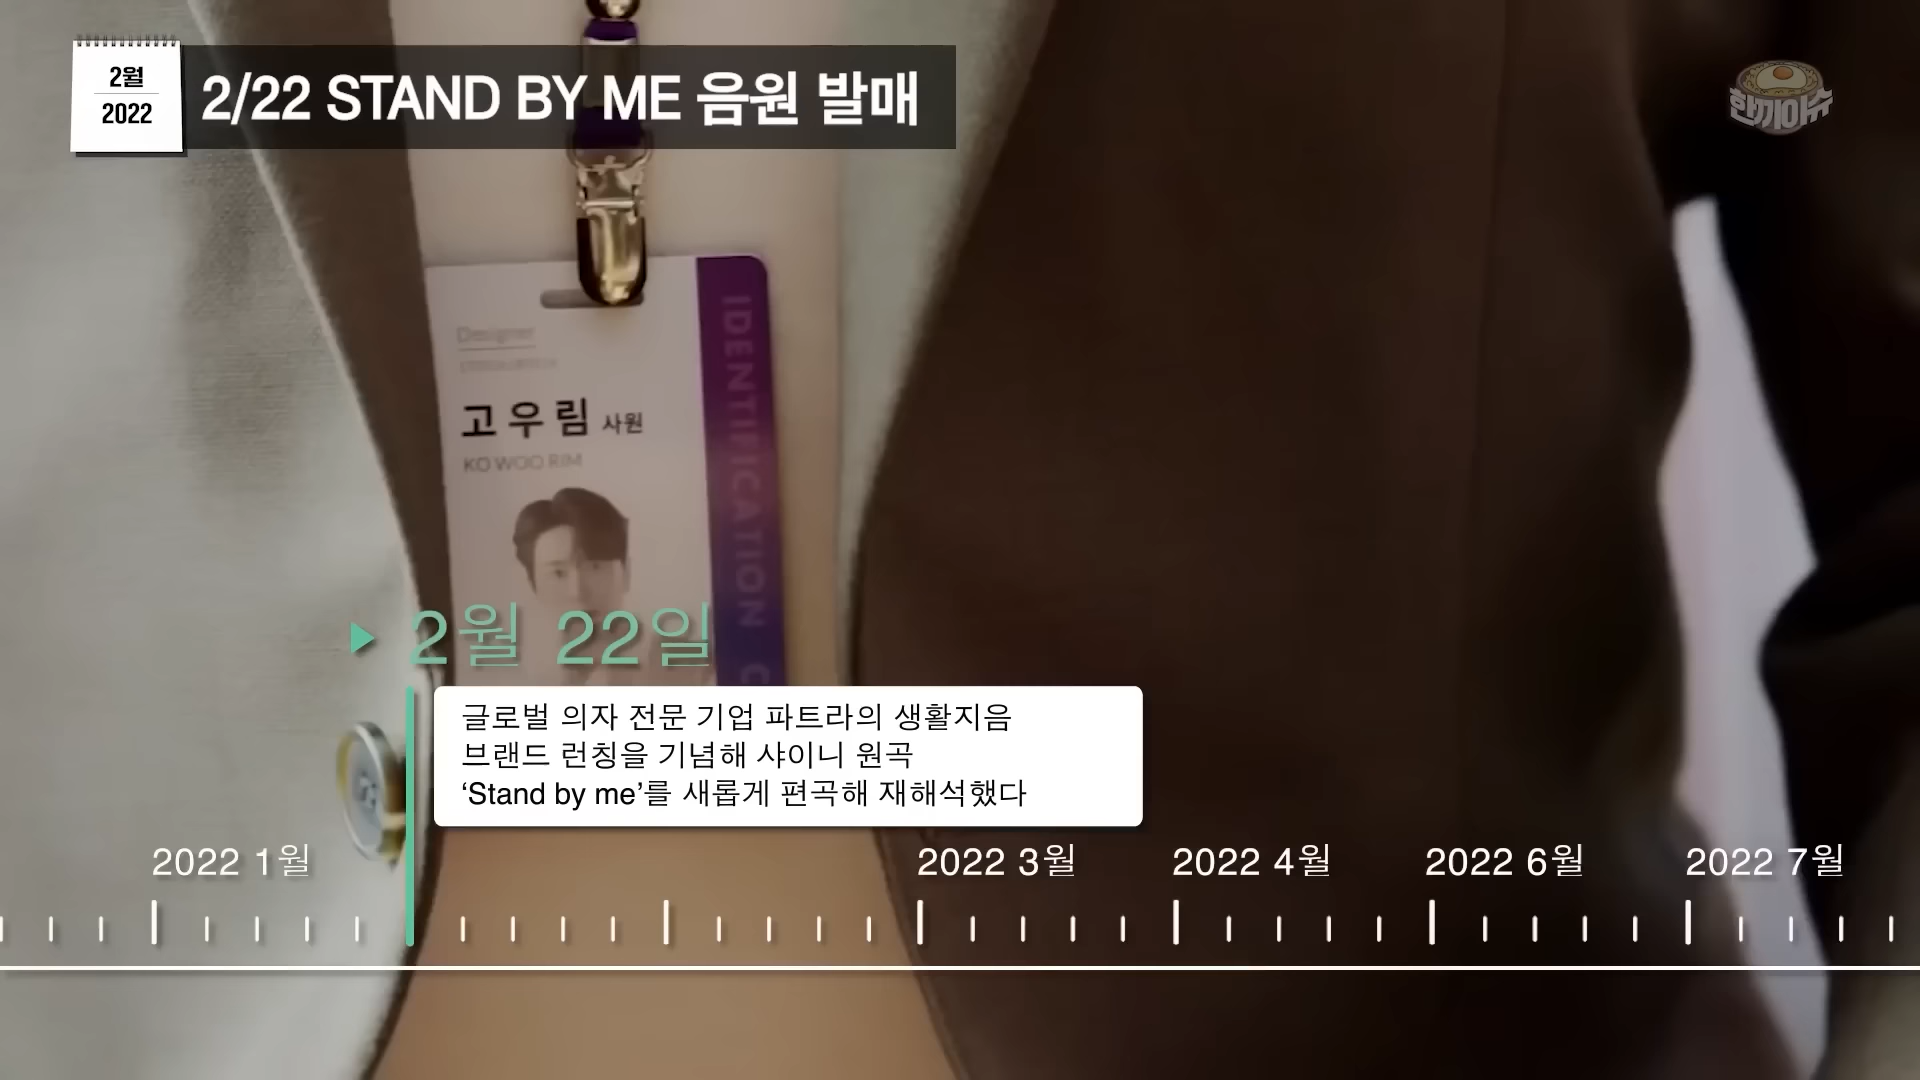 2월
2022
2/22 STAND BY ME 음원 발매
한끼이슈
Designer
고우림 사원
KO WOO RIM
IDENTIFICATION C
2월 22일
글로벌 의자 전문 기업 파트라의 생활지음
브랜드 런칭을 기념해 샤이니 원곡
‘Stand by me’를 새롭게 편곡해 재해석했다
2022 1월
2022 3월
2022 4월
2022 6월
2022 7월